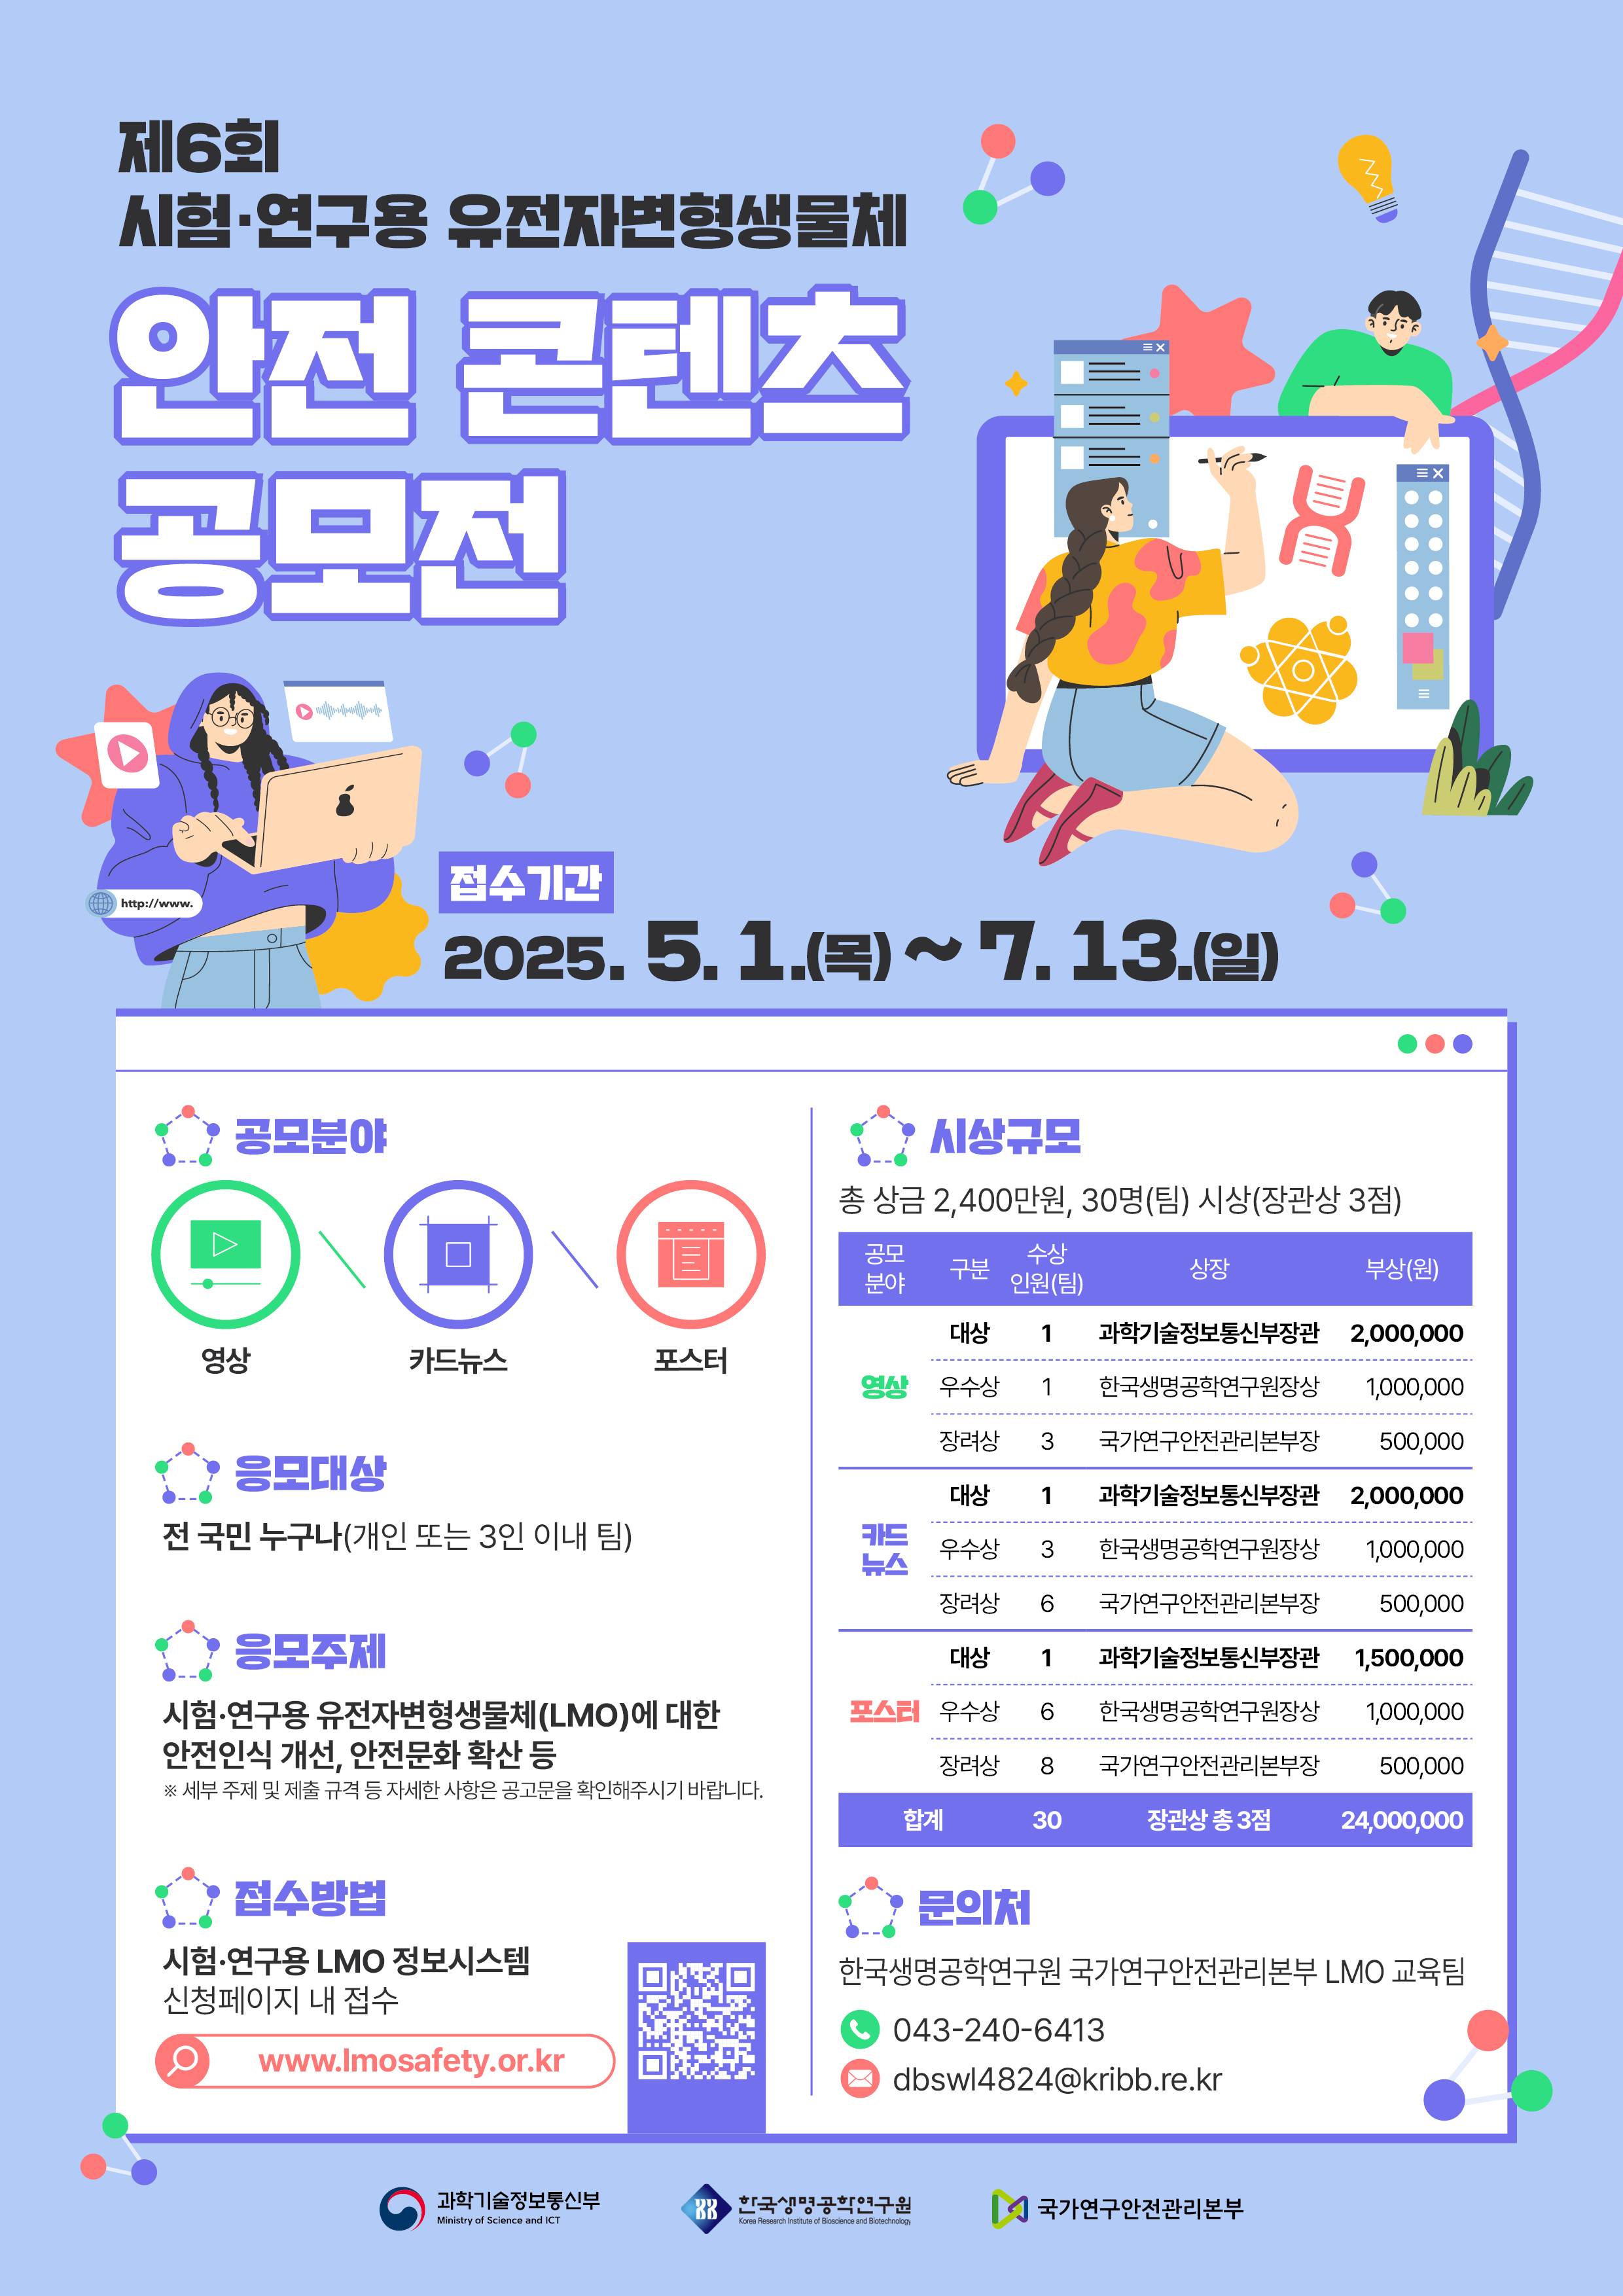 제6회
시험·연구용 유전자변형생물체
안전 콘텐츠
공모전
http://www.
접수기간
2025. 5. 1.(목) ~ 7. 13.(일)
공모분야
영상
카드뉴스
포스터
응모대상
전 국민 누구나(개인 또는 3인 이내 팀)
응모주제
시험·연구용 유전자변형생물체(LMO)에 대한
안전인식 개선, 안전문화 확산 등
※ 세부 주제 및 제출 규격 등 자세한 사항은 공고문을 확인해주시기 바랍니다.
접수방법
시험·연구용 LMO 정보시스템
신청페이지 내 접수
www.lmosafety.or.kr
시상규모
총 상금 2,400만원, 30명(팀) 시상(장관상 3점)
공모 분야 구분 수상 인원(팀) 상장 부상(원)
영상
대상 1 과학기술정보통신부장관 2,000,000
우수상 1 한국생명공학연구원장상 1,000,000
장려상 3 국가연구안전관리본부장 500,000
카드 뉴스
대상 1 과학기술정보통신부장관 2,000,000
우수상 3 한국생명공학연구원장상 1,000,000
장려상 6 국가연구안전관리본부장 500,000
포스터
대상 1 과학기술정보통신부장관 1,500,000
우수상 6 한국생명공학연구원장상 1,000,000
장려상 8 국가연구안전관리본부장 500,000
합계 30 장관상 총 3점 24,000,000
문의처
한국생명공학연구원 국가연구안전관리본부 LMO 교육팀
043-240-6413
dbswl4824@kribb.re.kr
과학기술정보통신부
Ministry of Science and ICT
한국생명공학연구원
Korea Research Institute of Bioscience and Biotechnology
국가연구안전관리본부